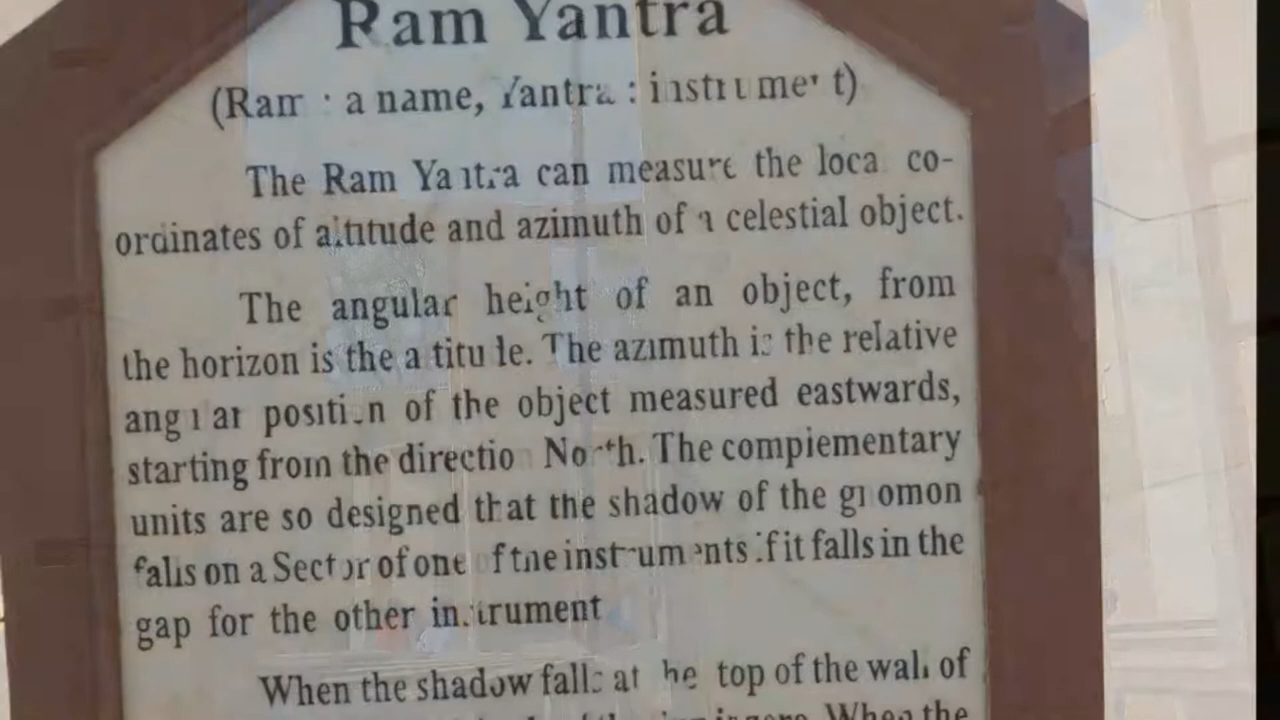 Ram Yantra
(Ram : a name, Yantra : instrument)
The Ram Yantra can measure the local co-
ordinates of altitude and azimuth of a celestial object.
The angular height of an object, from
the horizon is the altitude. The azimuth is the relative
angular position of the object measured eastwards,
starting from the direction North. The complementary
units are so designed that the shadow of the gnomon
falls on a Sector of one of the instruments if it falls in the
gap for the other instrument
When the shadow falls at the top of the wall of
When the